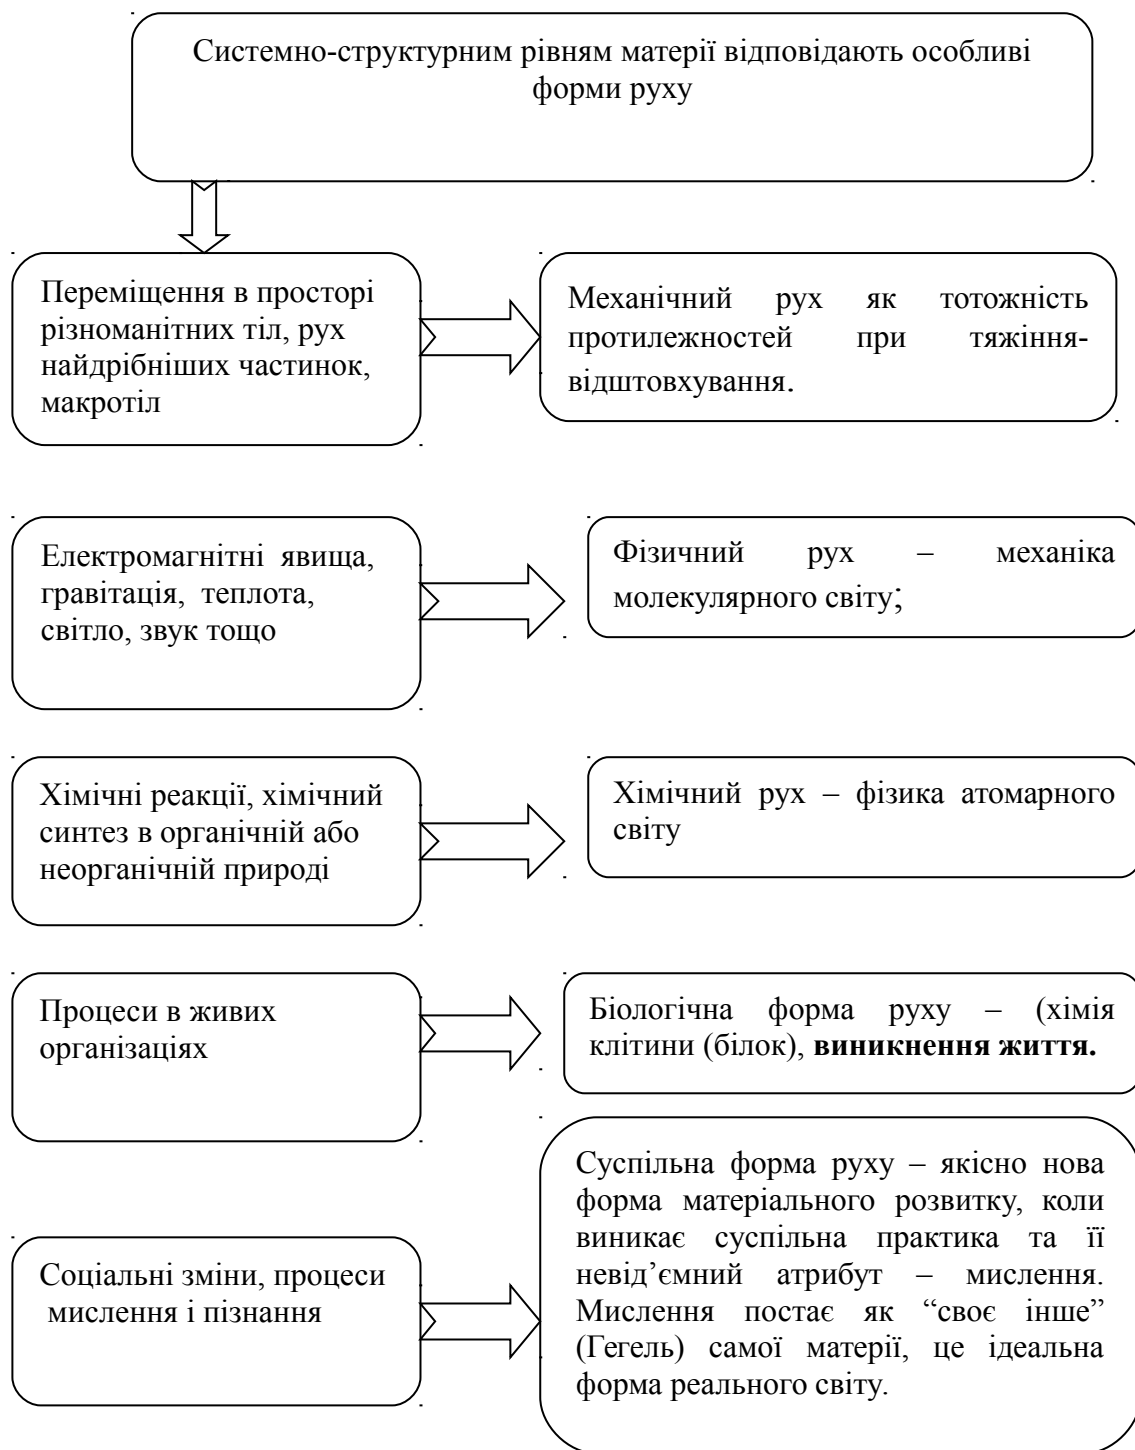 Системно-структурним рівням матерії відповідають особливі
форми руху
Переміщення в просторі
різноманітних тіл, рух
найдрібніших частинок,
макротіл
Механічний рух як тотожність
протилежностей при тяжіння-
відштовхування.
Електромагнітні явища,
гравітація, теплота,
світло, звук тощо
Фізичний рух – механіка
молекулярного світу;
Хімічні реакції, хімічний
синтез в органічній або
неорганічній природі
Хімічний рух – фізика атомарного
світу
Процеси в живих
організаціях
Біологічна форма руху – (хімія
клітини (білок), виникнення життя.
Соціальні зміни, процеси
мислення і пізнання
Суспільна форма руху – якісно нова
форма матеріального розвитку, коли
виникає суспільна практика та її
невід’ємний атрибут – мислення.
Мислення постає як “своє інше”
(Гегель) самої матерії, це ідеальна
форма реального світу.